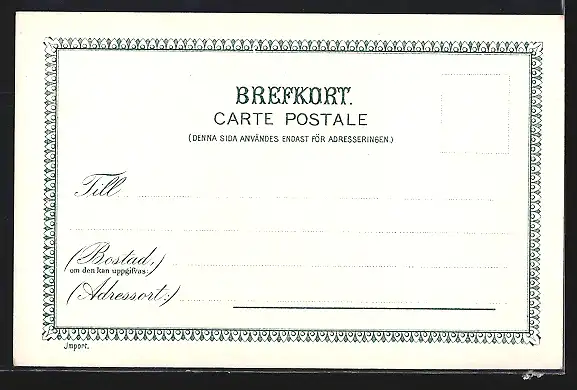 BREFKORT.
CARTE POSTALE
(DENNA SIDA ANVÄNDES ENDAST FÖR ADRESSERINGEN.)
Till
(Bostad,)
om den kan uppgifvas:
(Adressort:)
Import.